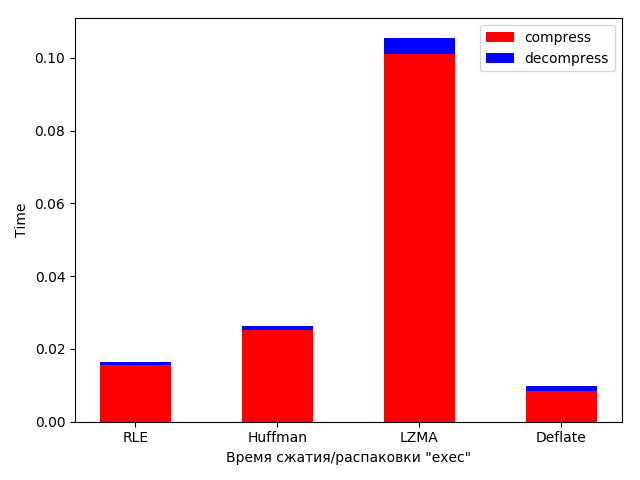 compress
decompress
0.10
0.08
0.06
0.04
0.02
0.00
Time
RLE Huffman LZMA Deflate
Время сжатия/распаковки "exec"